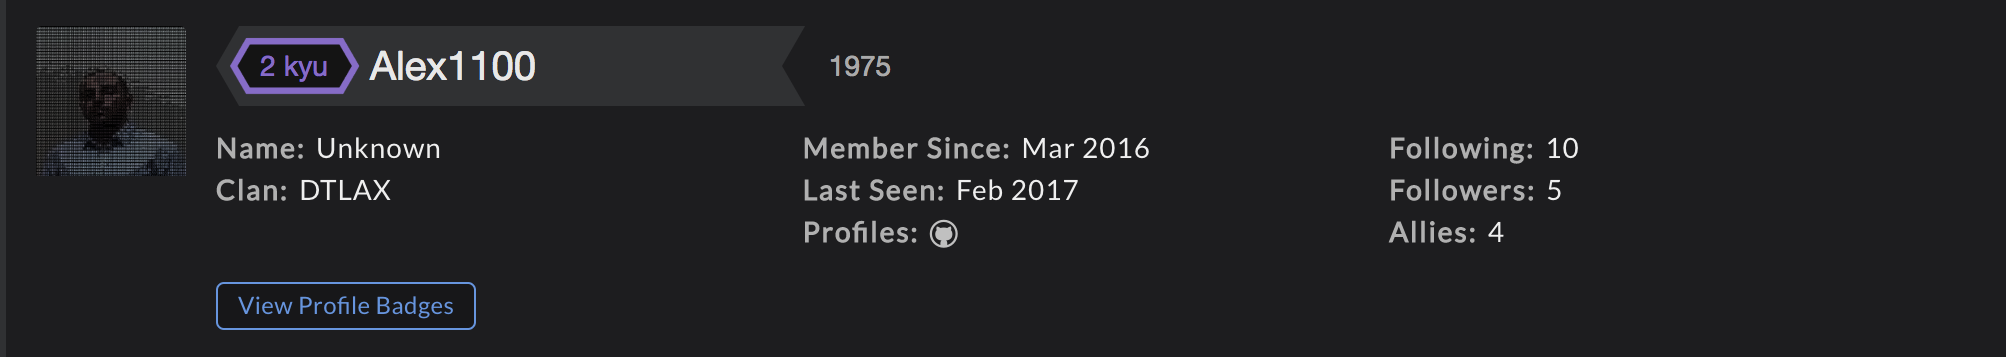 2 kyu Alex1100 1975
Name: Unknown
Clan: DTLAX
Member Since: Mar 2016
Last Seen: Feb 2017
Profiles:
Following: 10
Followers: 5
Allies: 4
View Profile Badges